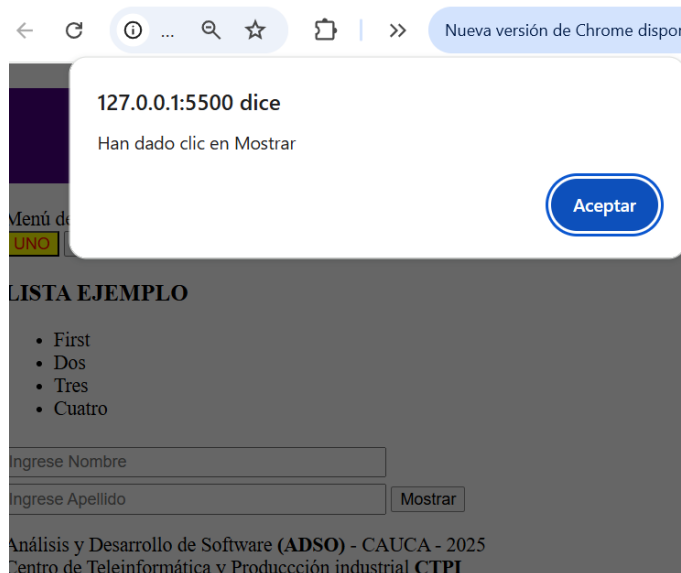 ... Nueva versión de Chrome dispor
127.0.0.1:5500 dice
Han dado clic en Mostrar
Aceptar
Menú de
UNO
LISTA EJEMPLO
First
Dos
Tres
Cuatro
Ingrese Nombre
Ingrese Apellido Mostrar
Análisis y Desarrollo de Software (ADSO) - CAUCA - 2025
Centro de Teleinformática y Produccción industrial CTPI